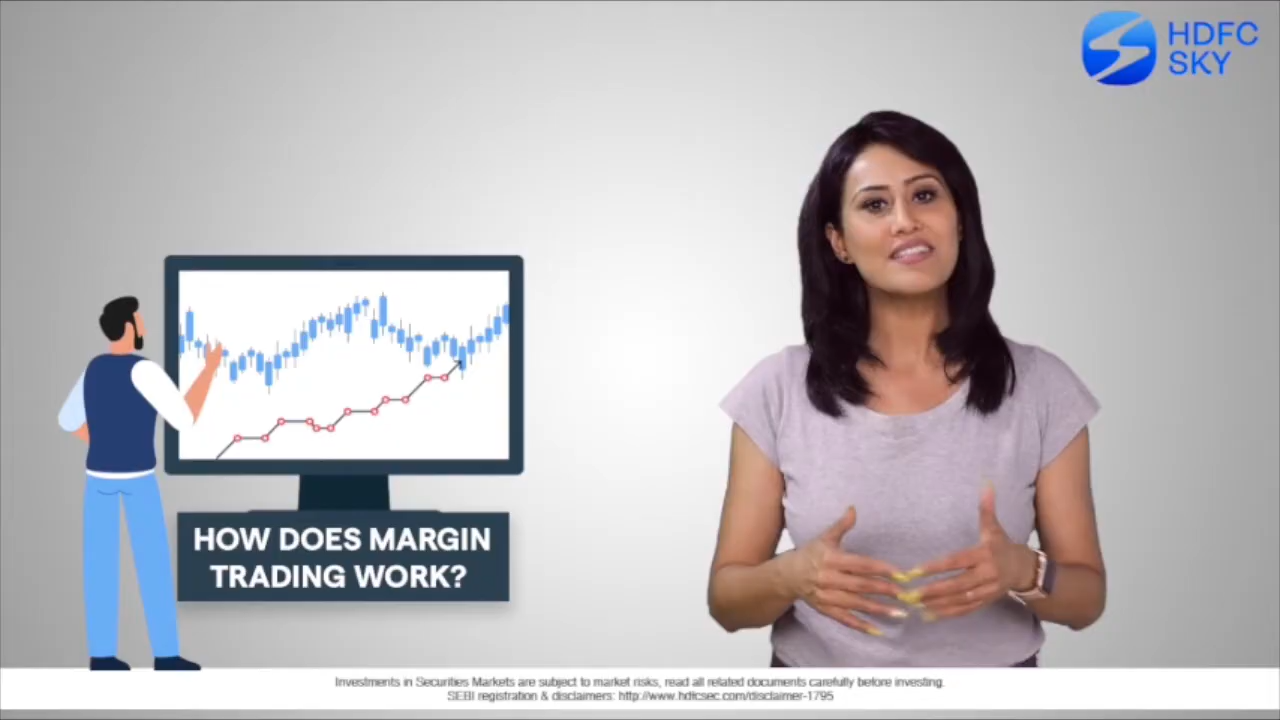 HDFC
SKY
HOW DOES MARGIN
TRADING WORK?
Investments in Securities Markets are subject to market risks, read all related documents carefully before investing.
SEBI registration & disclaimers: http://www.hdfcsec.com/disclaimer-1795